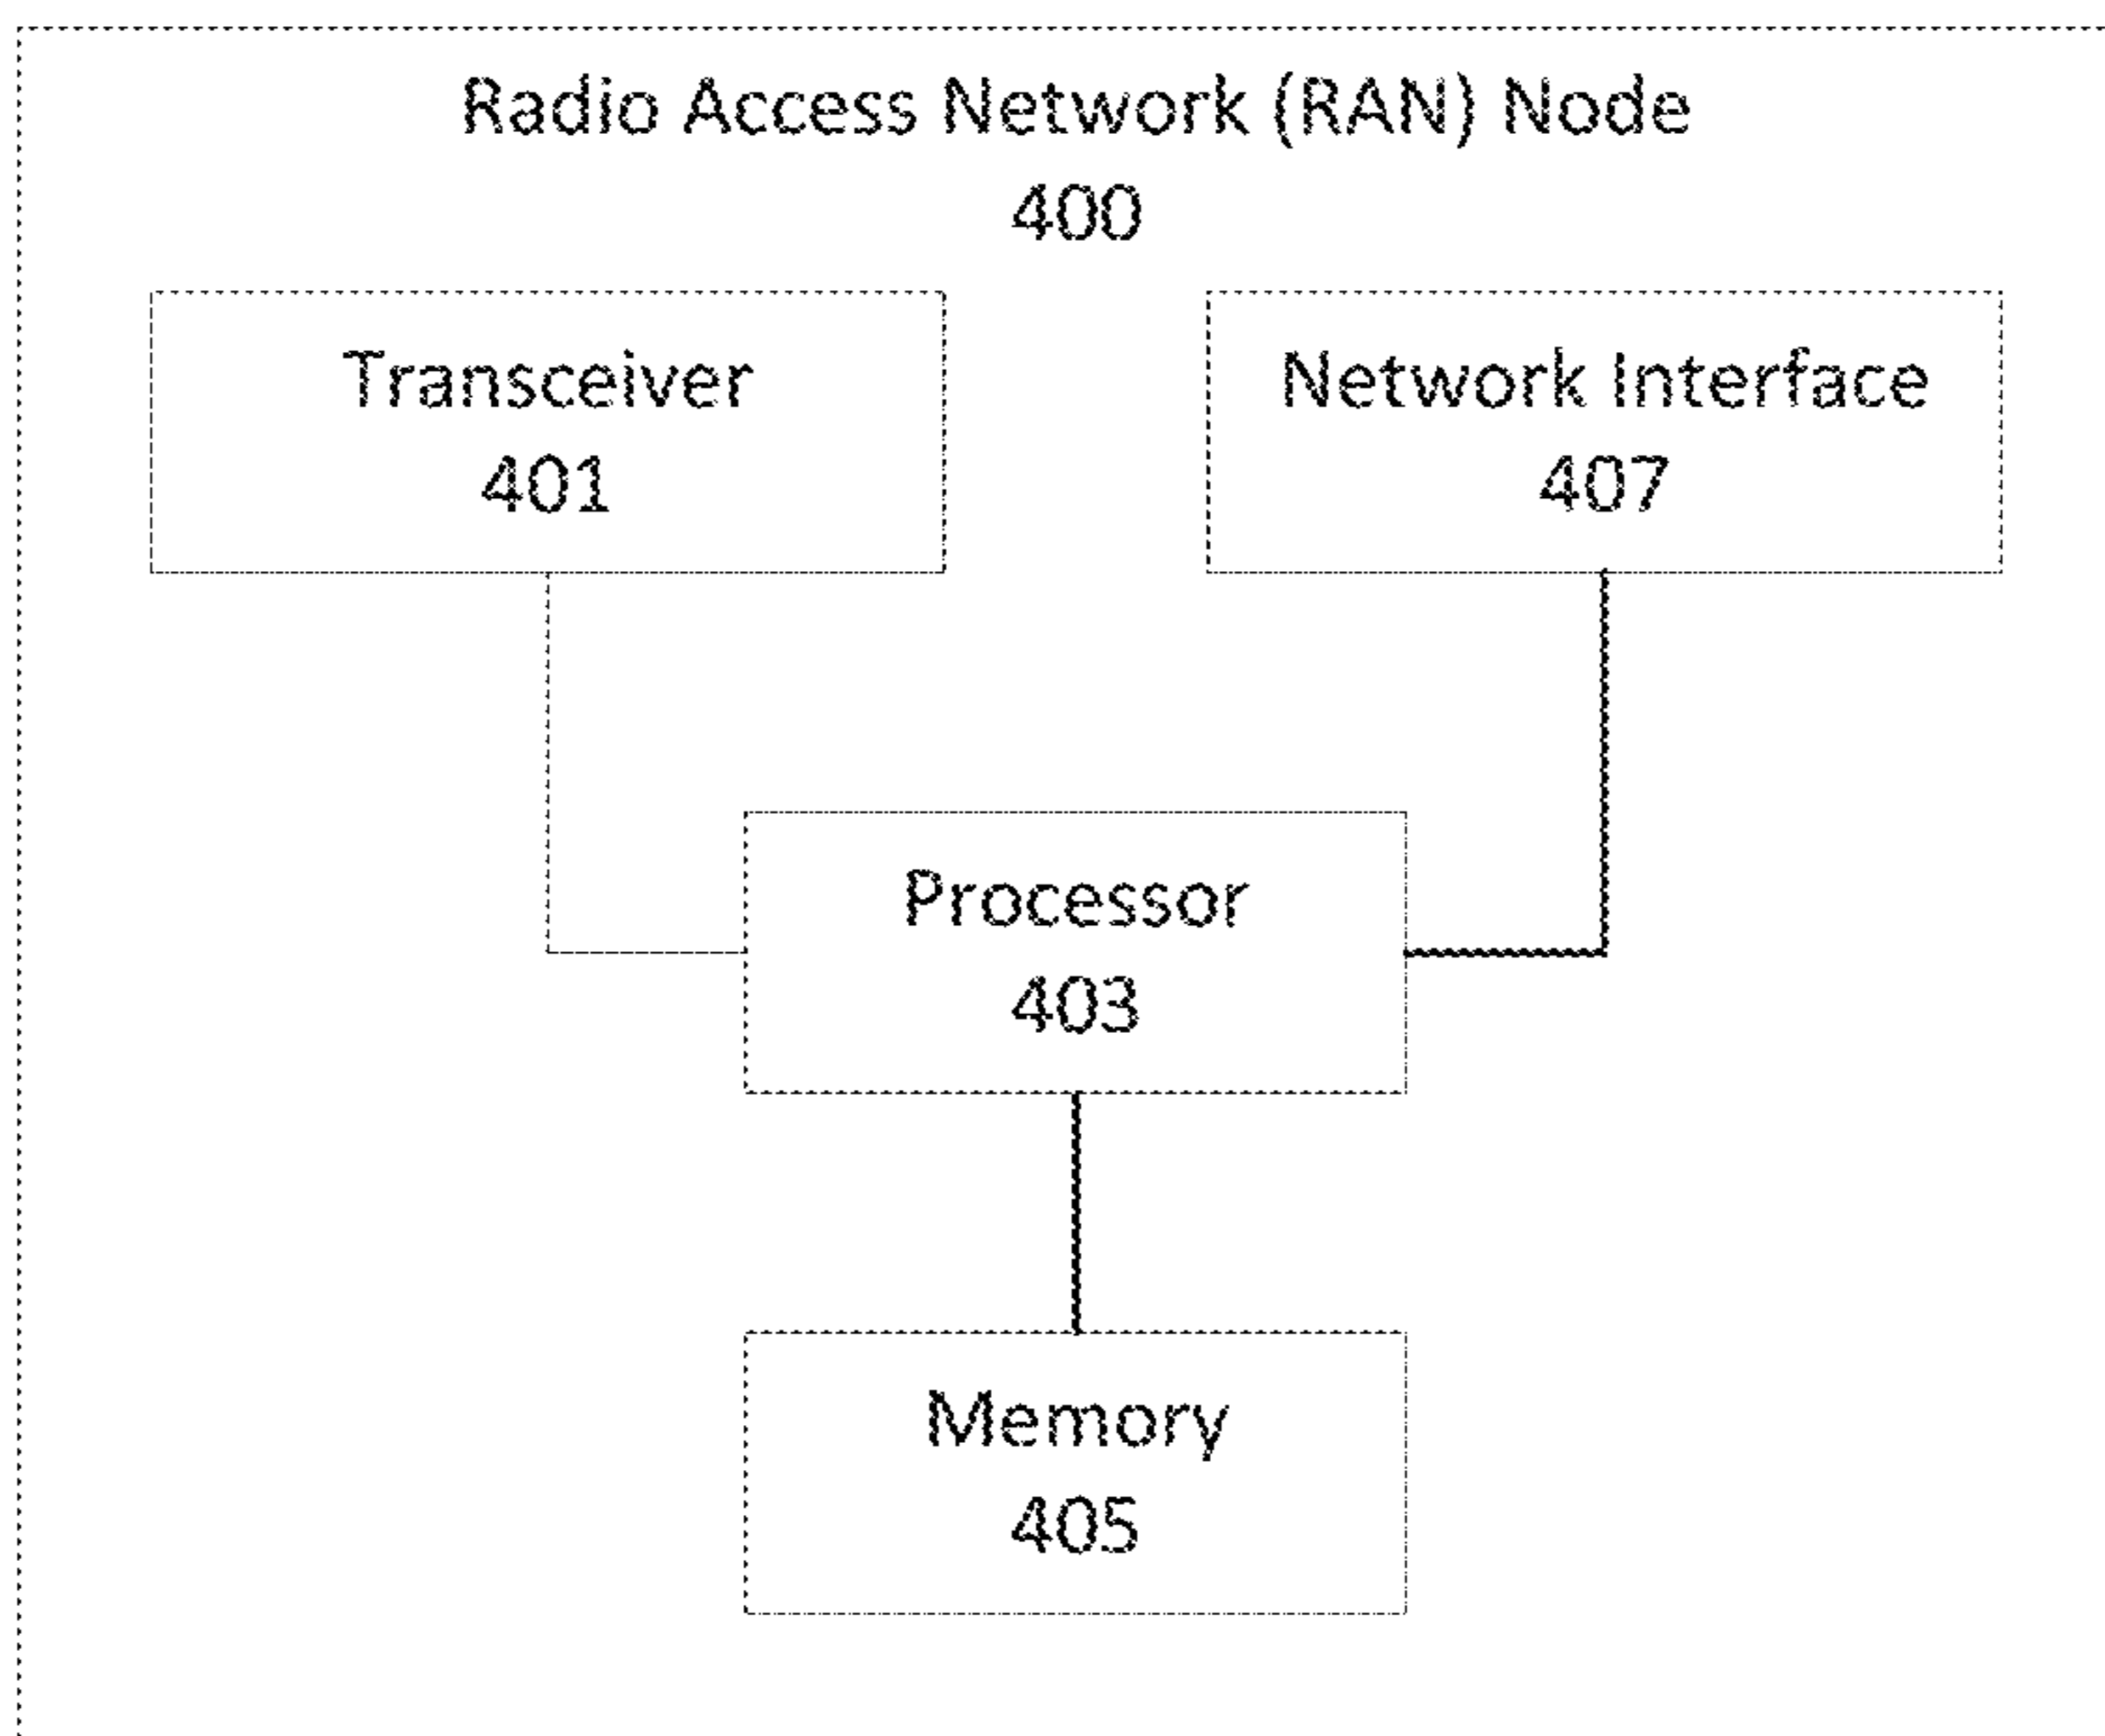 Radio Access Network (RAN) Node
400
Transceiver
401
Network Interface
407
Processor
403
Memory
405